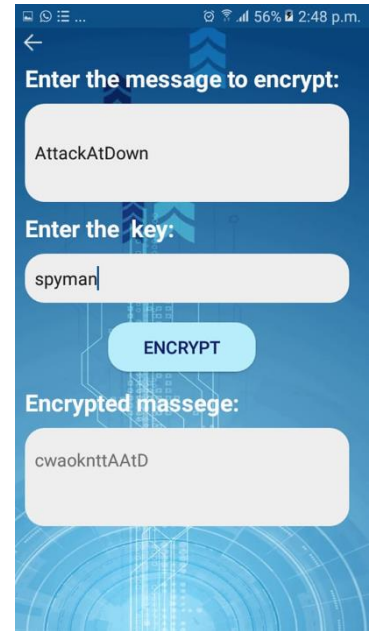 56% 2:48 p.m.
Enter the message to encrypt:
AttackAtDown
Enter the key:
spyman
ENCRYPT
Encrypted massege:
cwaoknttAAtD